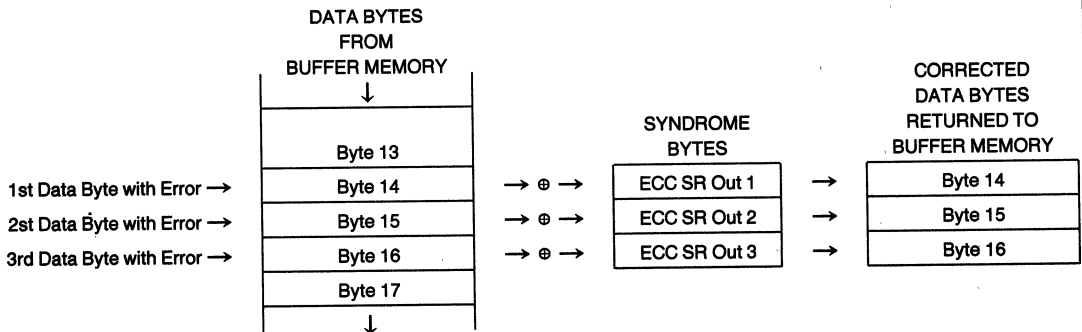 DATA BYTES
FROM
BUFFER MEMORY
↓
CORRECTED
DATA BYTES
RETURNED TO
BUFFER MEMORY
SYNDROME
BYTES
Byte 13
1st Data Byte with Error → Byte 14 → ⊕ → ECC SR Out 1 → Byte 14
2st Data Byte with Error → Byte 15 → ⊕ → ECC SR Out 2 → Byte 15
3rd Data Byte with Error → Byte 16 → ⊕ → ECC SR Out 3 → Byte 16
Byte 17
↓